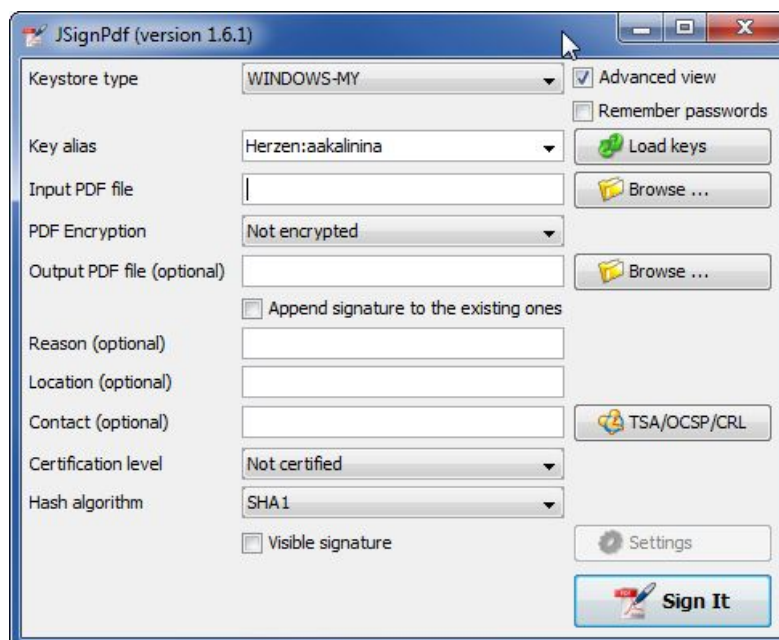 JSignPdf (version 1.6.1)
Keystore type WINDOWS-MY Advanced view
Remember passwords
Key alias Herzen:aakalinina Load keys
Input PDF file Browse ...
PDF Encryption Not encrypted
Output PDF file (optional) Browse ...
Append signature to the existing ones
Reason (optional)
Location (optional)
Contact (optional) TSA/OCSP/CRL
Certification level Not certified
Hash algorithm SHA1
Visible signature Settings
Sign It